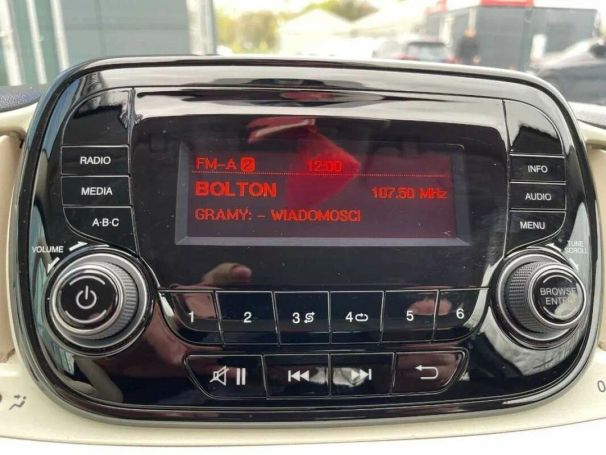 RADIO
MEDIA
A·B·C
FM-A 2 12:00
BOLTON 107.50 MHz
GRAMY: - WIADOMOSCI
INFO
AUDIO
MENU
VOLUME
TUNE
SCROLL
BROWSE
ENTER
1 2 3 4 5 6
0